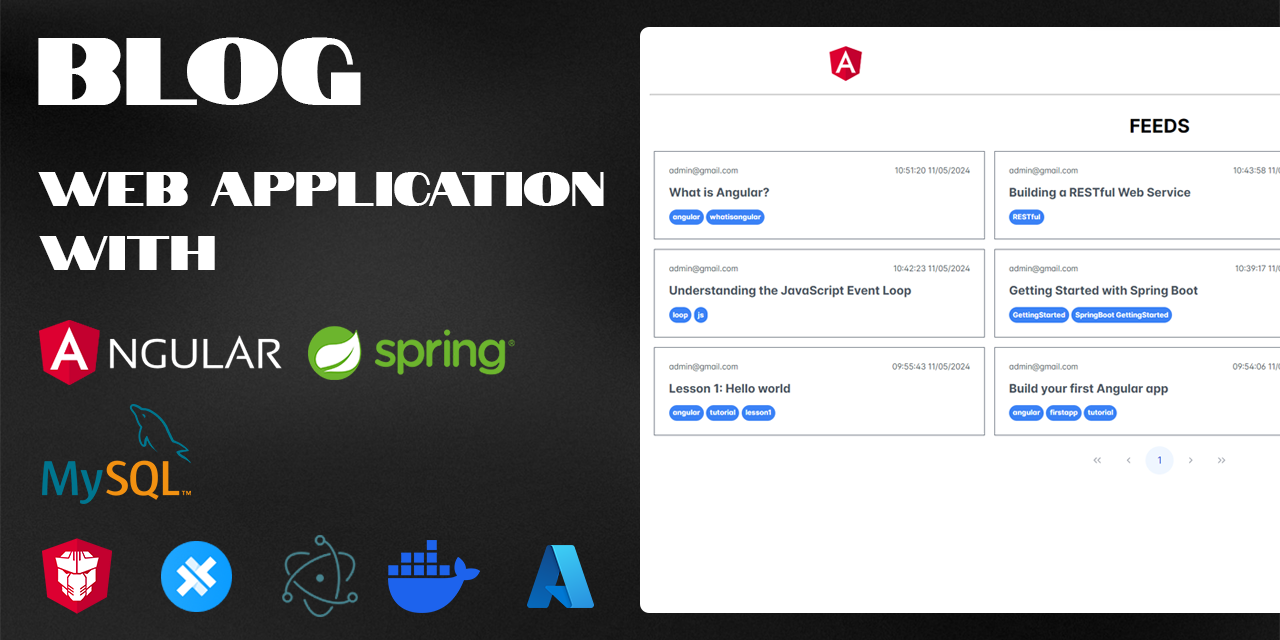 BLOG
WEB APPLICATION
WITH
ANGULAR
spring®
MySQL™
A
FEEDS
admin@gmail.com 10:51:20 11/05/2024
What is Angular?
angular whatisangular
admin@gmail.com 10:43:58 11/0
Building a RESTful Web Service
RESTful
admin@gmail.com 10:42:23 11/05/2024
Understanding the JavaScript Event Loop
loop js
admin@gmail.com 10:39:17 11/0
Getting Started with Spring Boot
GettingStarted SpringBoot GettingStarted
admin@gmail.com 09:55:43 11/05/2024
Lesson 1: Hello world
angular tutorial lesson1
admin@gmail.com 09:54:06 11/0
Build your first Angular app
angular firstapp tutorial
« ‹ 1 › »